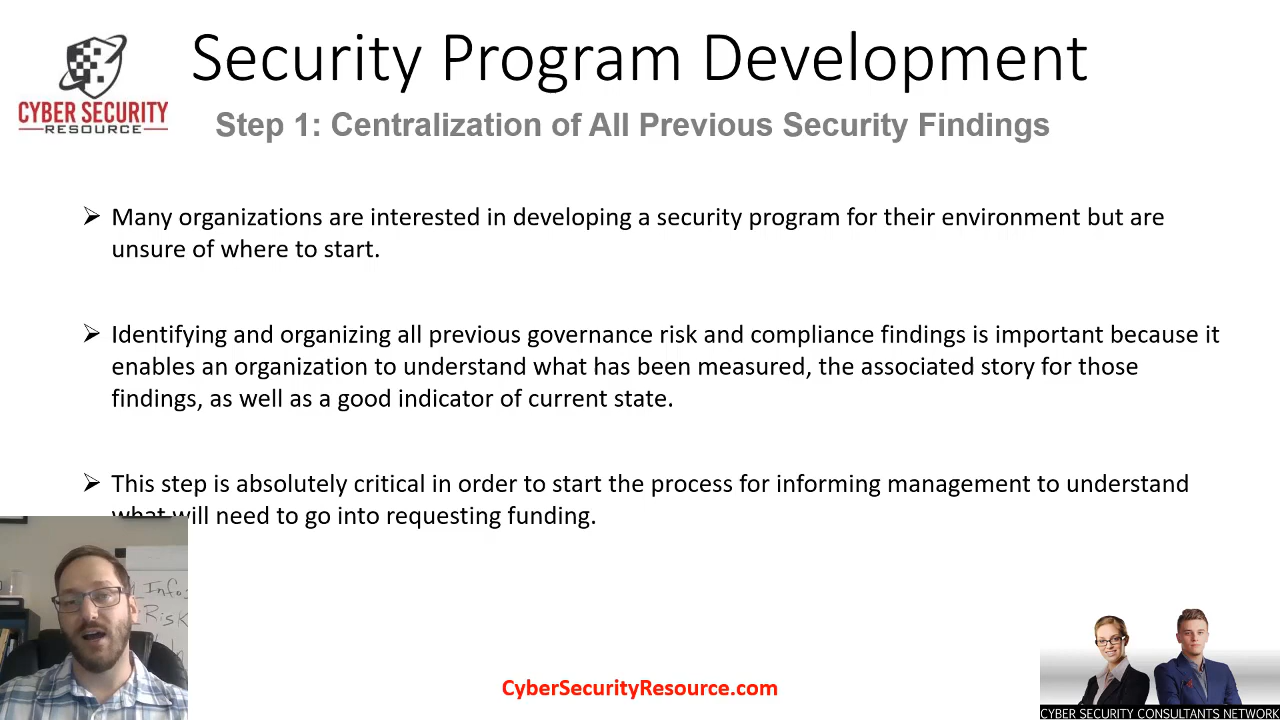 Security Program Development
CYBER SECURITY
RESOURCE
Step 1: Centralization of All Previous Security Findings
Many organizations are interested in developing a security program for their environment but are
unsure of where to start.
Identifying and organizing all previous governance risk and compliance findings is important because it
enables an organization to understand what has been measured, the associated story for those
findings, as well as a good indicator of current state.
This step is absolutely critical in order to start the process for informing management to understand
what will need to go into requesting funding.
Info
Risk
CyberSecurityResource.com
CYBER SECURITY CONSULTANTS NETWORK